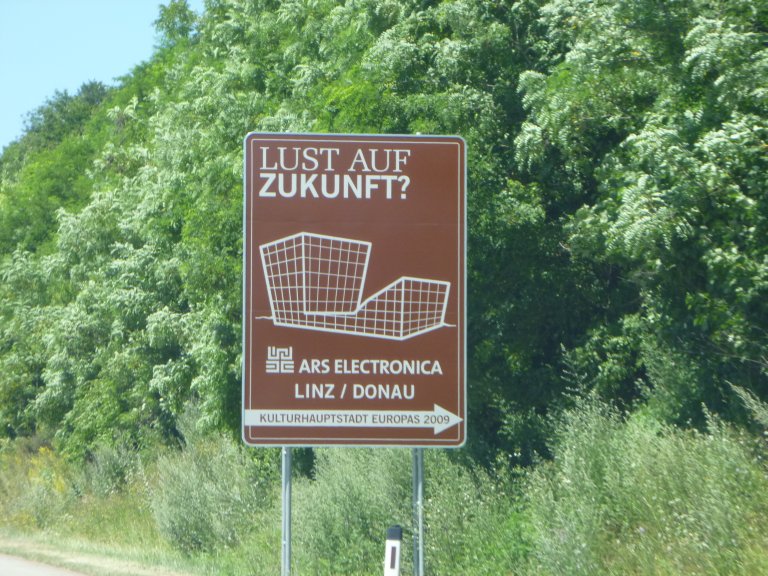 LUST AUF
ZUKUNFT?
ARS ELECTRONICA
LINZ / DONAU
KULTURHAUPTSTADT EUROPAS 2009